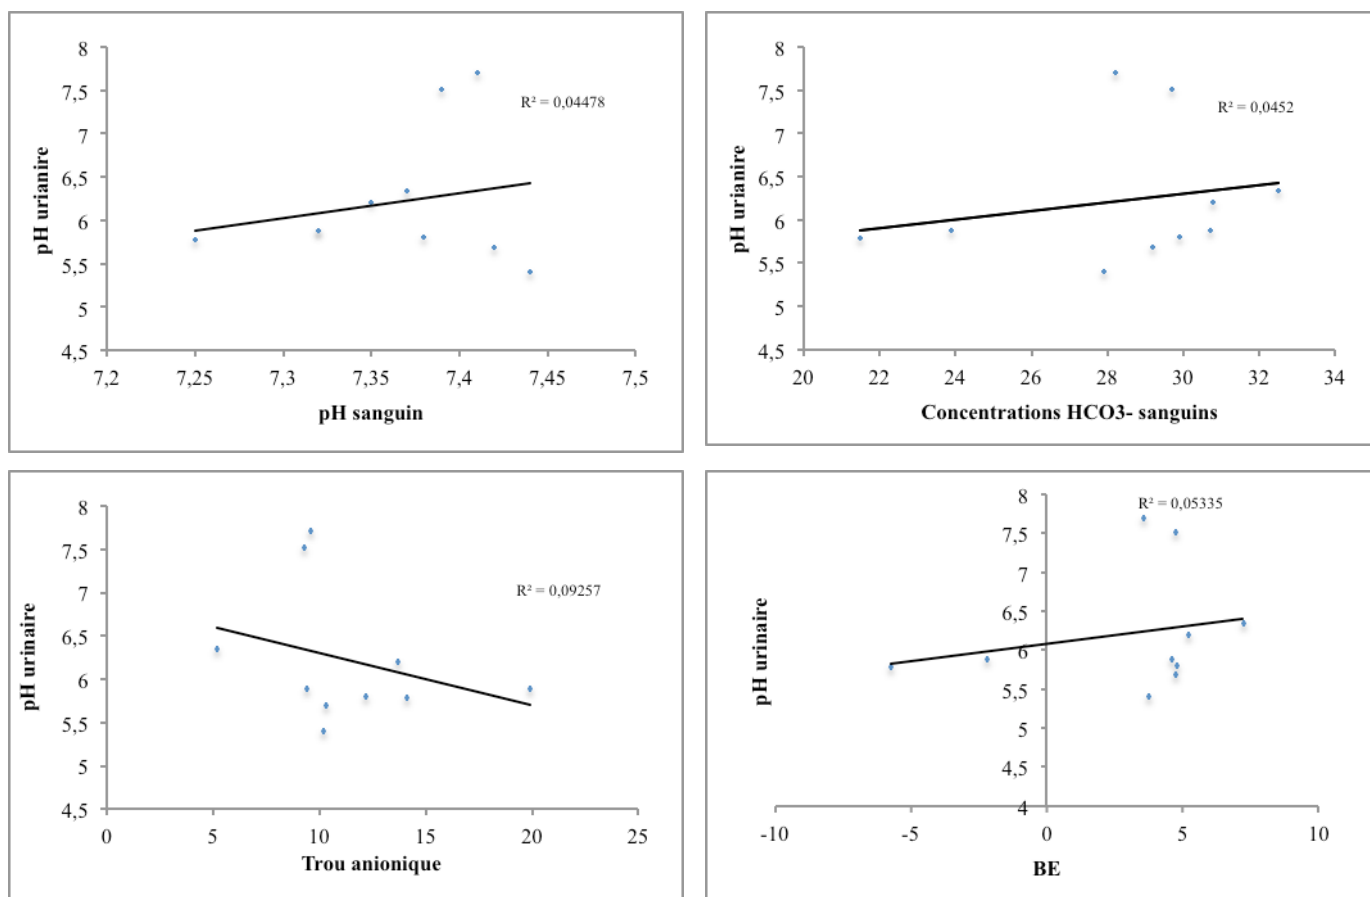 8
7,5
7
6,5
6
5,5
5
4,5
7,2 7,25 7,3 7,35 7,4 7,45 7,5
pH urianire
pH sanguin
R² = 0,04478
8
7,5
7
6,5
6
5,5
5
4,5
20 22 24 26 28 30 32 34
pH urianire
Concentrations HCO3- sanguins
R² = 0,0452
8
7,5
7
6,5
6
5,5
5
4,5
0 5 10 15 20 25
pH urinaire
Trou anionique
R² = 0,09257
8
7,5
7
6,5
6
5,5
5
4,5
4
-10 -5 0 5 10
pH urinaire
BE
R² = 0,05335